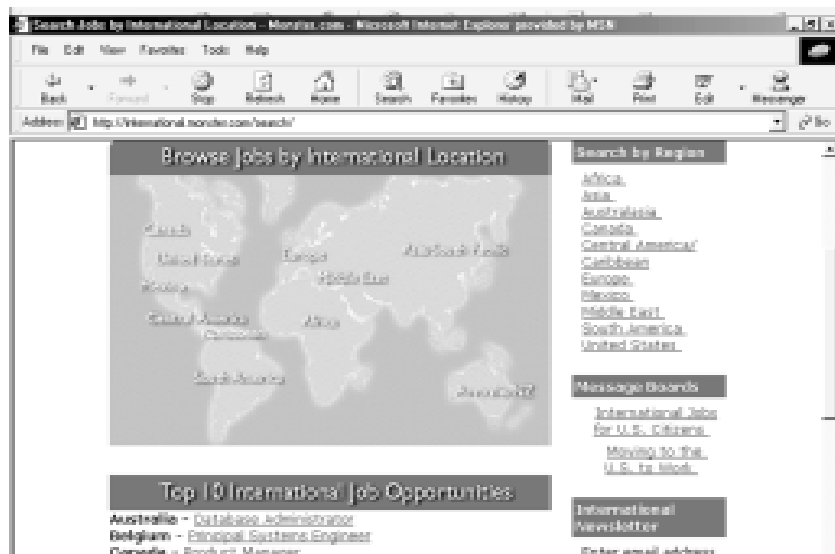 Search Jobs by International Location - Monster.com - Microsoft Internet Explorer provided by MSN
File Edit View Favorites Tools Help
Back Forward Stop Refresh Home Search Favorites History Mail Print Edit Messenger
Address http://international.monster.com/search/ Go
Browse Jobs by International Location
Canada
United States
Mexico
Central America
Caribbean
South America
Europe
Middle East
Africa
Asia/South Pacific
Search by Region
Africa
Asia
Australasia
Canada
Central America/
Caribbean
Europe
Mexico
Middle East
South America
United States
Message Boards
International Jobs
for U.S. Citizens
Moving to the
U.S. to Work
Top 10 International Job Opportunities
Australia - Database Administrator
Belgium - Principal Systems Engineer
Canada - Product Manager
International
Newsletter
Enter email address